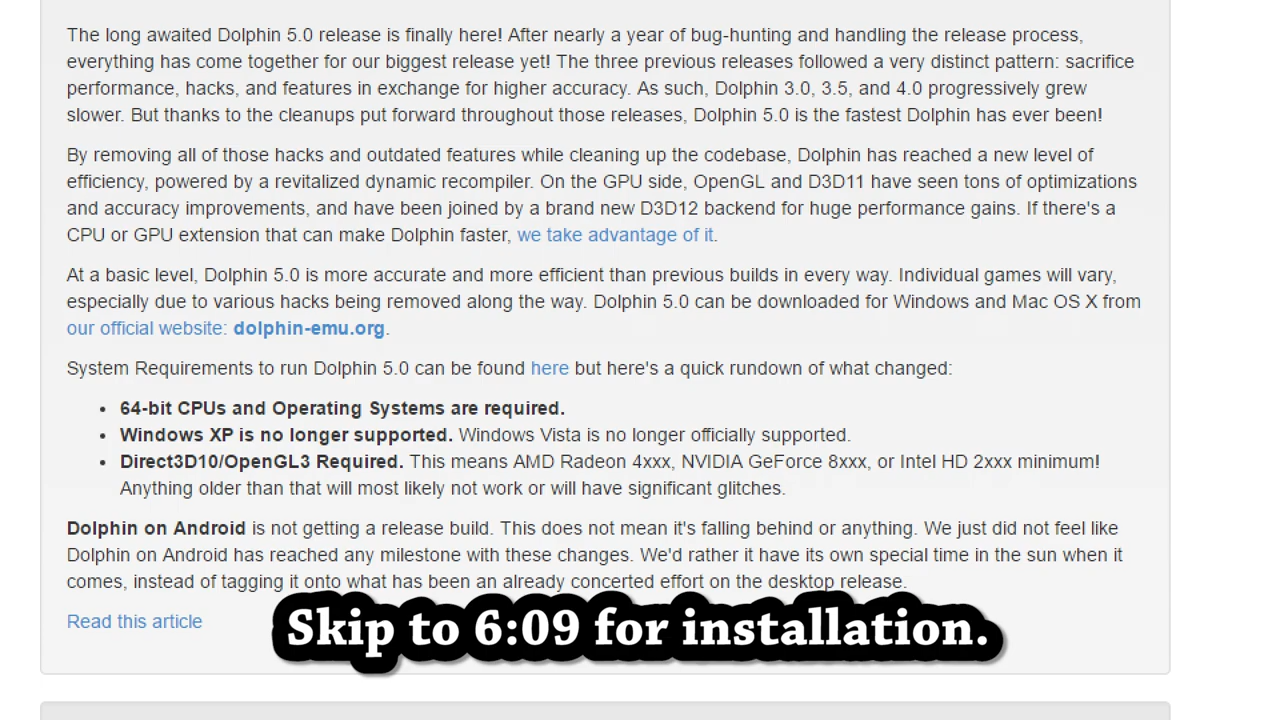 The long awaited Dolphin 5.0 release is finally here! After nearly a year of bug-hunting and handling the release process,
everything has come together for our biggest release yet! The three previous releases followed a very distinct pattern: sacrifice
performance, hacks, and features in exchange for higher accuracy. As such, Dolphin 3.0, 3.5, and 4.0 progressively grew
slower. But thanks to the cleanups put forward throughout those releases, Dolphin 5.0 is the fastest Dolphin has ever been!
By removing all of those hacks and outdated features while cleaning up the codebase, Dolphin has reached a new level of
efficiency, powered by a revitalized dynamic recompiler. On the GPU side, OpenGL and D3D11 have seen tons of optimizations
and accuracy improvements, and have been joined by a brand new D3D12 backend for huge performance gains. If there's a
CPU or GPU extension that can make Dolphin faster, we take advantage of it.
At a basic level, Dolphin 5.0 is more accurate and more efficient than previous builds in every way. Individual games will vary,
especially due to various hacks being removed along the way. Dolphin 5.0 can be downloaded for Windows and Mac OS X from
our official website: dolphin-emu.org.
System Requirements to run Dolphin 5.0 can be found here but here's a quick rundown of what changed:
• 64-bit CPUs and Operating Systems are required.
• Windows XP is no longer supported. Windows Vista is no longer officially supported.
• Direct3D10/OpenGL3 Required. This means AMD Radeon 4xxx, NVIDIA GeForce 8xxx, or Intel HD 2xxx minimum!
Anything older than that will most likely not work or will have significant glitches.
Dolphin on Android is not getting a release build. This does not mean it's falling behind or anything. We just did not feel like
Dolphin on Android has reached any milestone with these changes. We'd rather it have its own special time in the sun when it
comes, instead of tagging it onto what has been an already concerted effort on the desktop release.
Read this article
Skip to 6:09 for installation.